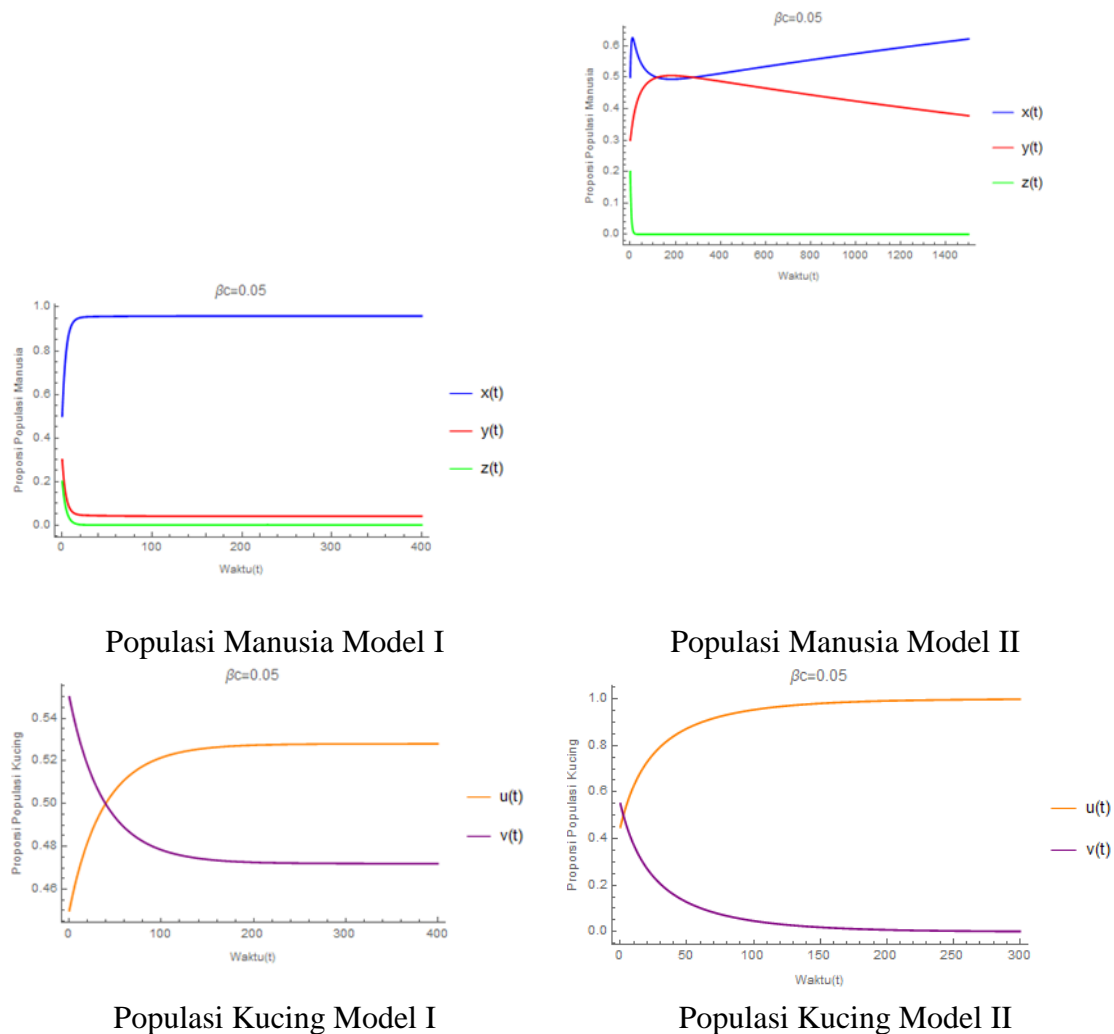 βc=0.05
Proporsi Populasi Manusia
0.6
0.5
0.4
0.3
0.2
0.1
0.0
0
200
400
600
800
1000
1200
1400
Waktu(t)
x(t)
y(t)
z(t)
βc=0.05
Proporsi Populasi Manusia
1.0
0.8
0.6
0.4
0.2
0.0
0
100
200
300
400
Waktu(t)
x(t)
y(t)
z(t)
Populasi Manusia Model I
Populasi Manusia Model II
βc=0.05
Proporsi Populasi Kucing
0.54
0.52
0.50
0.48
0.46
0
100
200
300
400
Waktu(t)
u(t)
v(t)
βc=0.05
Proporsi Populasi Kucing
1.0
0.8
0.6
0.4
0.2
0.0
0
50
100
150
200
250
300
Waktu(t)
u(t)
v(t)
Populasi Kucing Model I
Populasi Kucing Model II